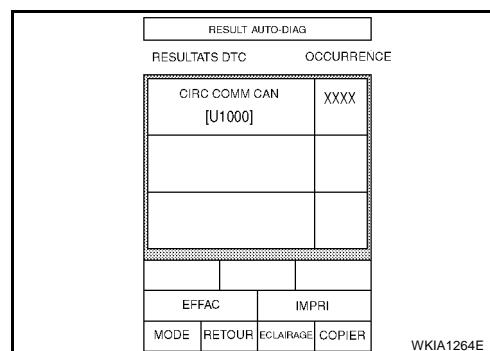 RESULT AUTO-DIAG
RESULTATS DTC OCCURRENCE
CIRC COMM CAN XXXX
[U1000]
EFFAC IMPRI
MODE RETOUR ECLAIRAGE COPIER
WKIA1264E